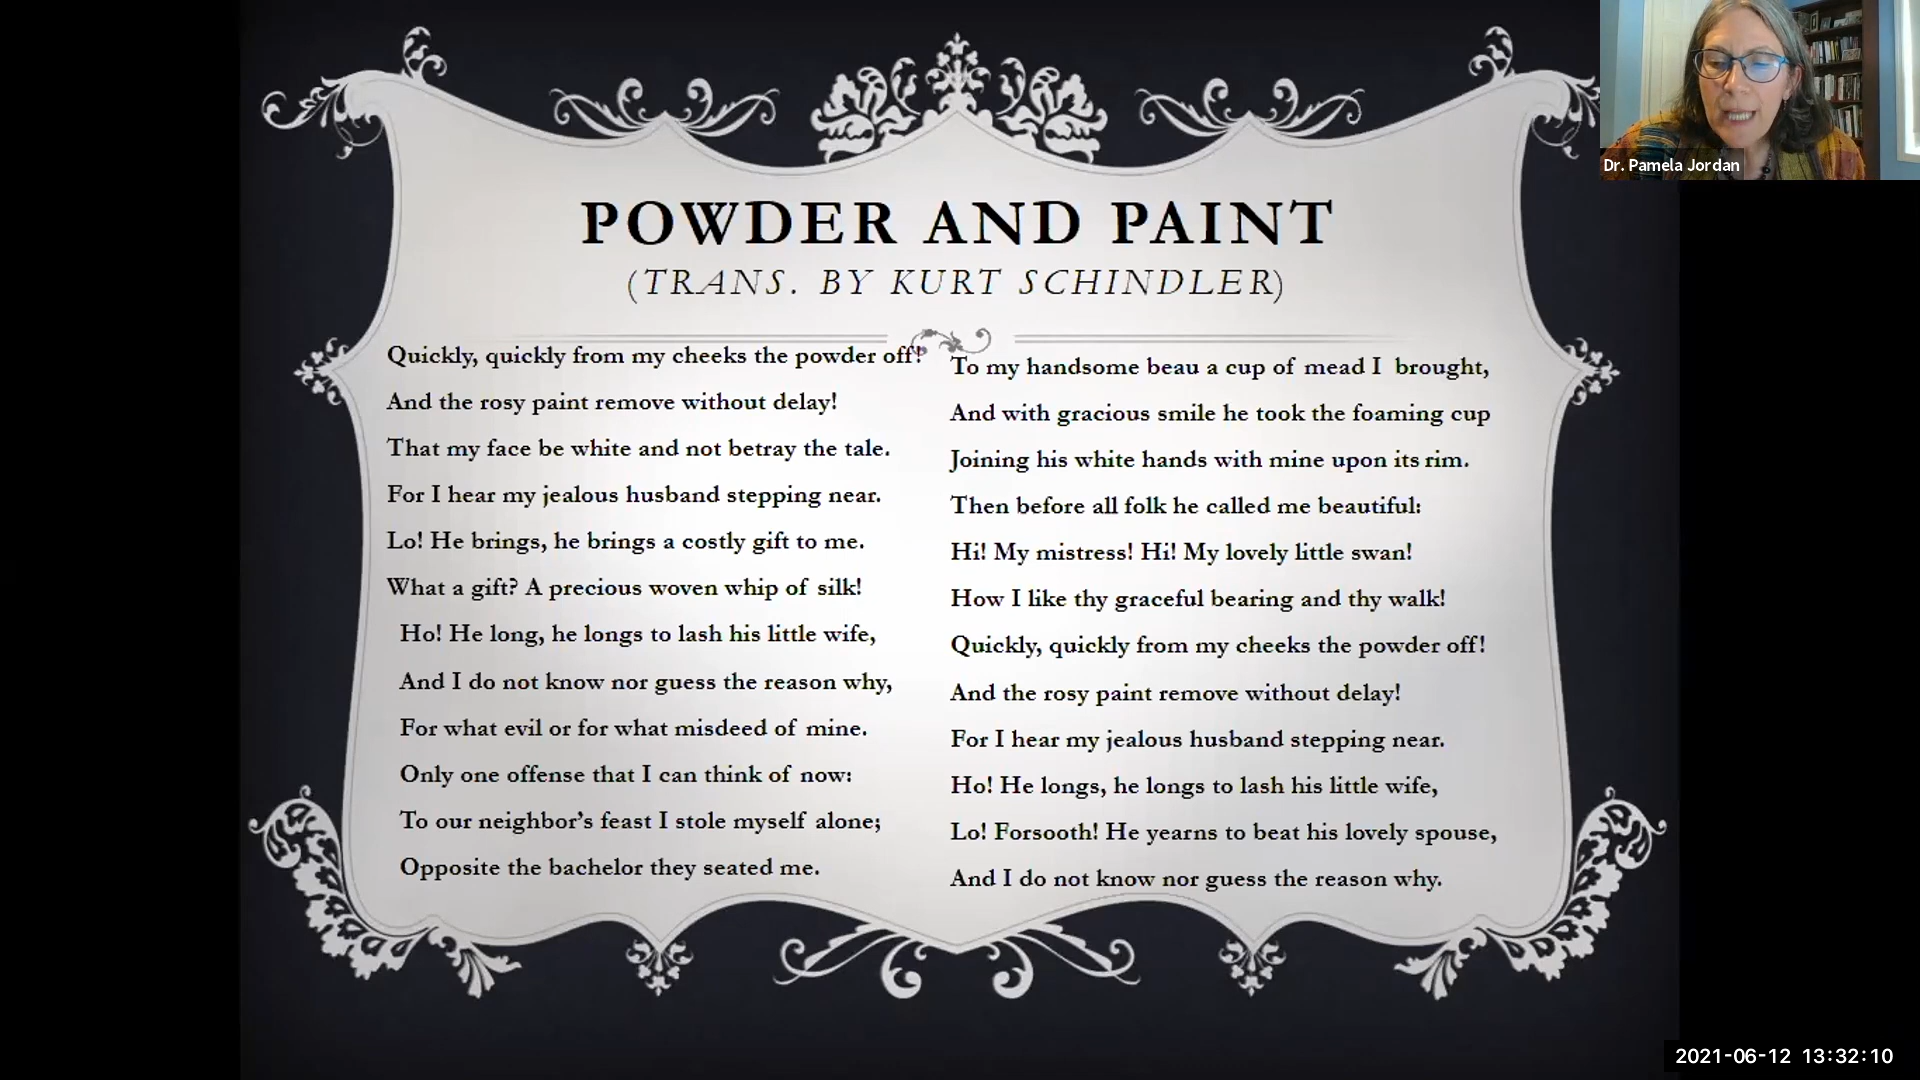 Dr. Pamela Jordan
POWDER AND PAINT
(TRANS. BY KURT SCHINDLER)
Quickly, quickly from my cheeks the powder off!
And the rosy paint remove without delay!
That my face be white and not betray the tale.
For I hear my jealous husband stepping near.
Lo! He brings, he brings a costly gift to me.
What a gift? A precious woven whip of silk!
Ho! He long, he longs to lash his little wife,
And I do not know nor guess the reason why,
For what evil or for what misdeed of mine.
Only one offense that I can think of now:
To our neighbor’s feast I stole myself alone;
Opposite the bachelor they seated me.
To my handsome beau a cup of mead I brought,
And with gracious smile he took the foaming cup
Joining his white hands with mine upon its rim.
Then before all folk he called me beautiful:
Hi! My mistress! Hi! My lovely little swan!
How I like thy graceful bearing and thy walk!
Quickly, quickly from my cheeks the powder off!
And the rosy paint remove without delay!
For I hear my jealous husband stepping near.
Ho! He longs, he longs to lash his little wife,
Lo! Forsooth! He yearns to beat his lovely spouse,
And I do not know nor guess the reason why.
2021-06-12 13:32:10